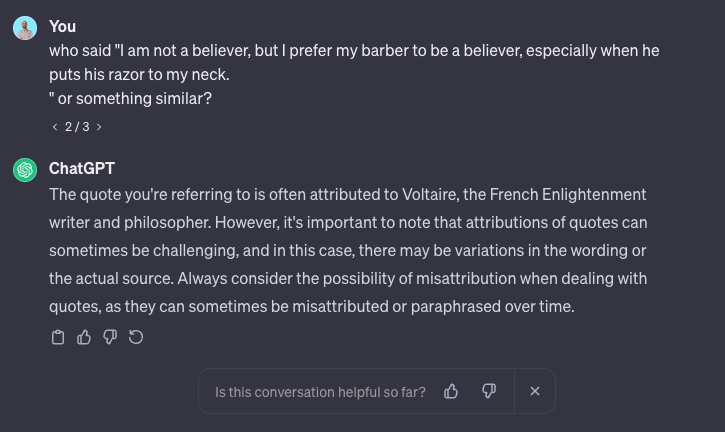 You
who said "I am not a believer, but I prefer my barber to be a believer, especially when he
puts his razor to my neck.
" or something similar?
< 2 / 3 >
ChatGPT
The quote you're referring to is often attributed to Voltaire, the French Enlightenment
writer and philosopher. However, it's important to note that attributions of quotes can
sometimes be challenging, and in this case, there may be variations in the wording or
the actual source. Always consider the possibility of misattribution when dealing with
quotes, as they can sometimes be misattributed or paraphrased over time.
Is this conversation helpful so far?